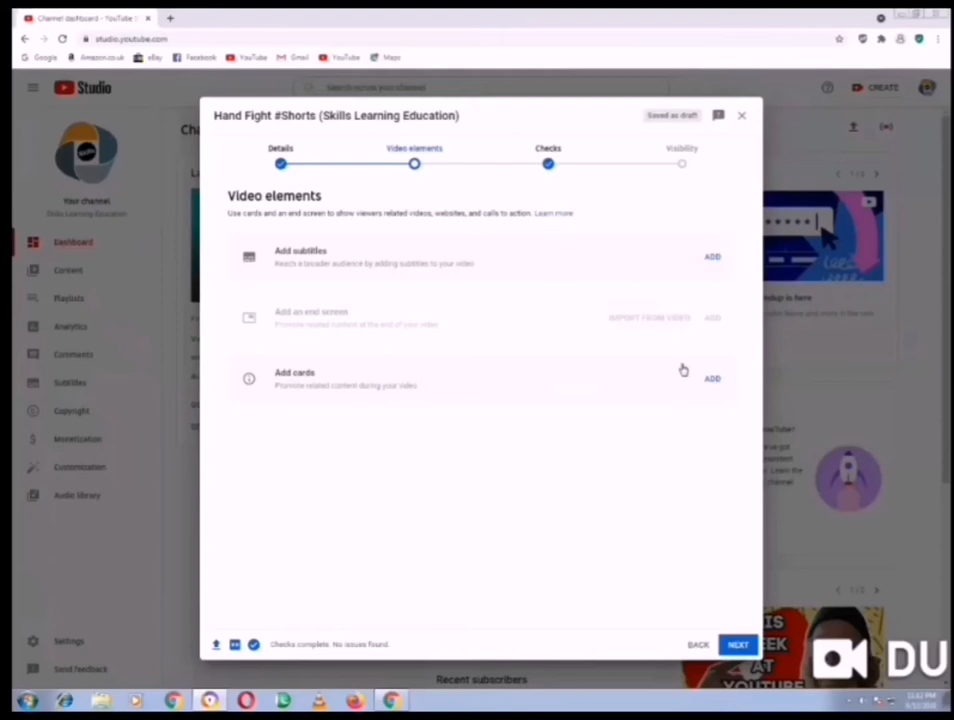 Channel dashboard - YouTube S
studio.youtube.com
Google Amazon.co.uk eBay Facebook YouTube Gmail YouTube Maps
Studio
Search across your channel
CREATE
Hand Fight #Shorts (Skills Learning Education)
Saved as draft
Details
Video elements
Checks
Visibility
Video elements
Use cards and an end screen to show viewers related videos, websites, and calls to action. Learn more
Add subtitles
Reach a broader audience by adding subtitles to your video
ADD
Add an end screen
Promote related content at the end of your video
IMPORT FROM VIDEO ADD
Add cards
Promote related content during your video
ADD
Checks complete. No issues found.
BACK
NEXT
Your channel
Skills Learning Education
Dashboard
Content
Playlists
Analytics
Comments
Subtitles
Copyright
Monetization
Customization
Audio library
Settings
Send feedback
Recent subscribers
IS
EEK
AT
YOUTUBE
DU